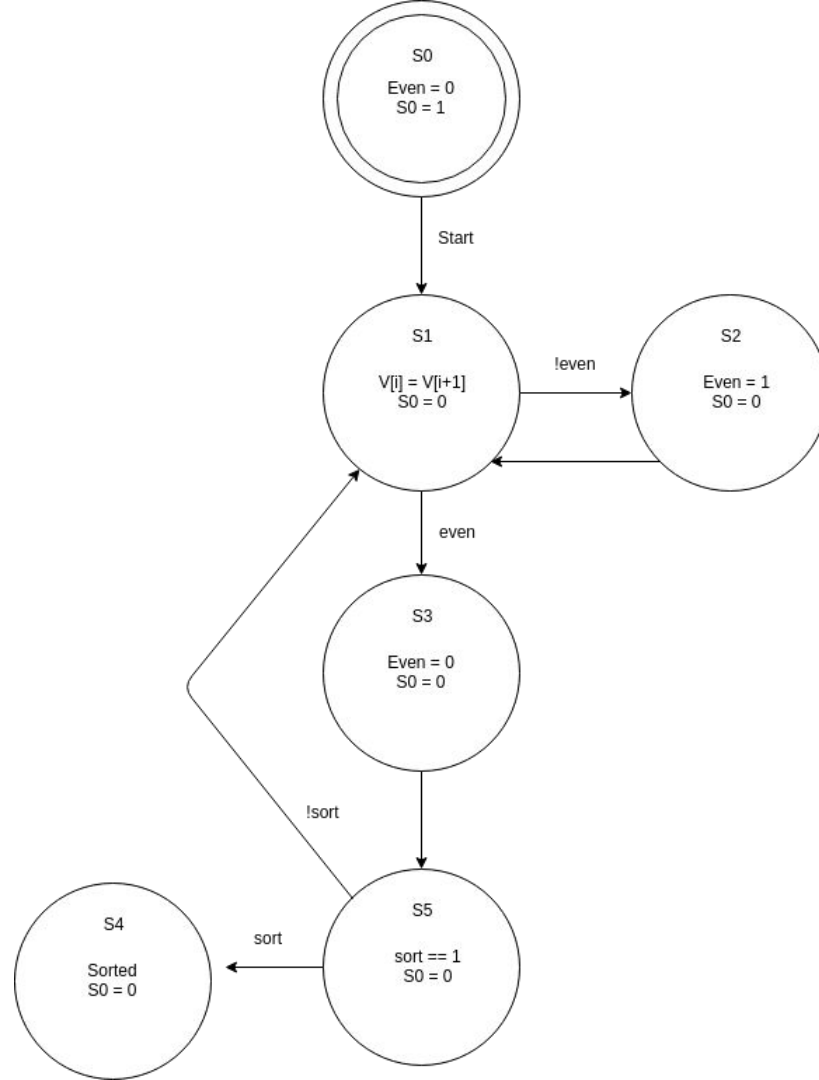 S0
Even = 0
S0 = 1
Start
S1
V[i] = V[i+1]
S0 = 0
!even
S2
Even = 1
S0 = 0
even
S3
Even = 0
S0 = 0
!sort
S5
sort == 1
S0 = 0
sort
S4
Sorted
S0 = 0